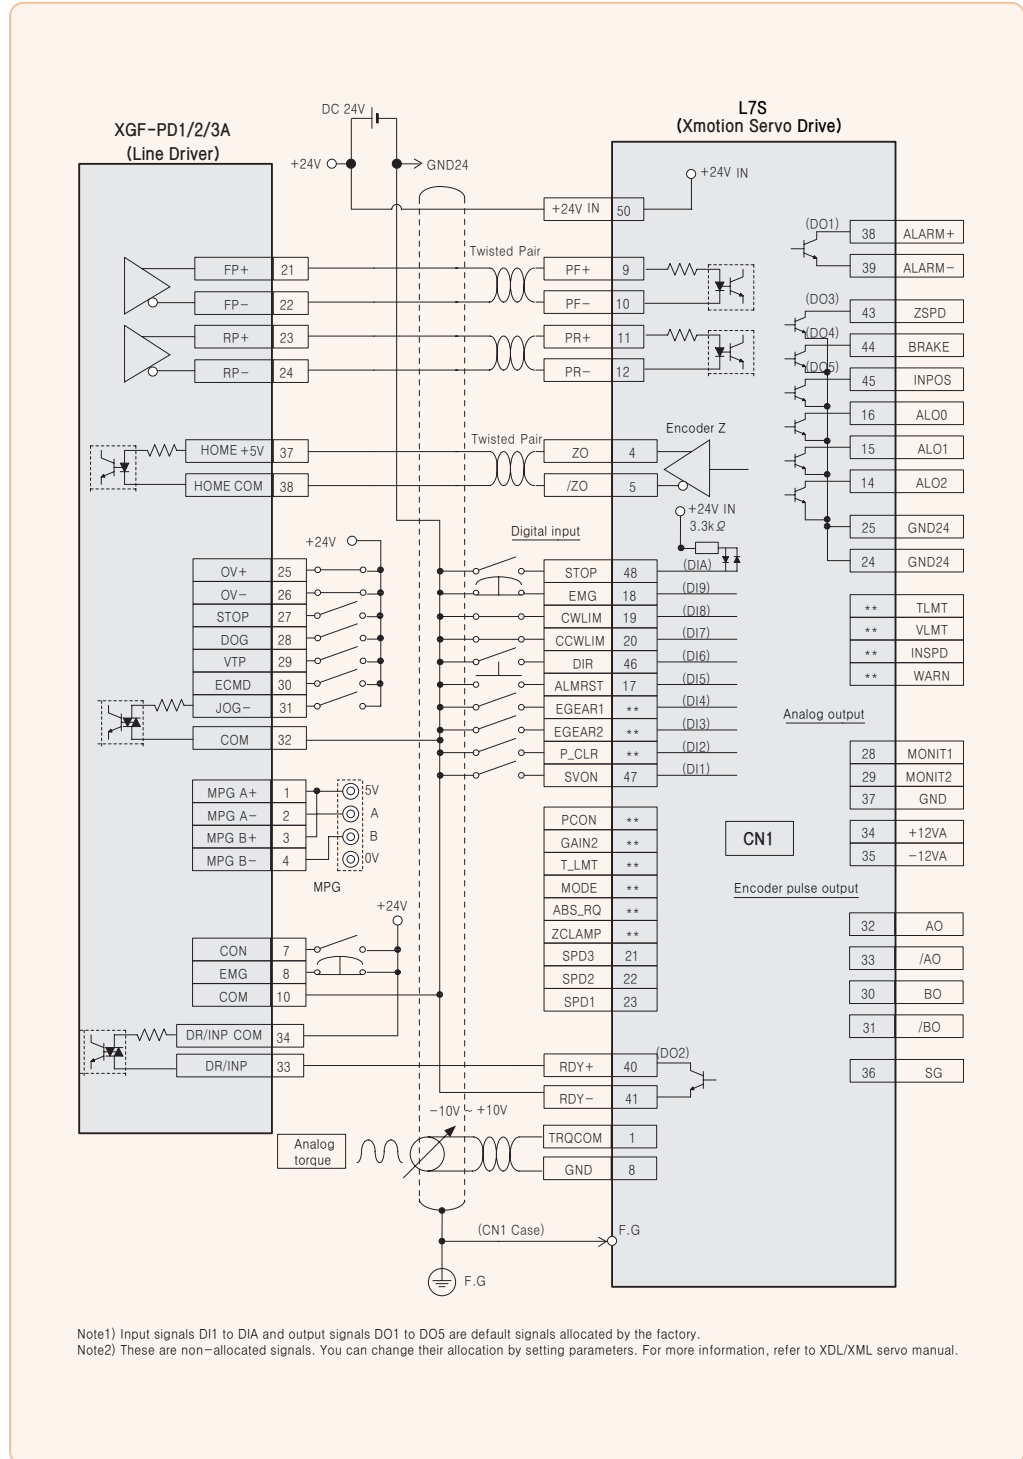 XGF-PD1/2/3A
(Line Driver)
DC 24V
+24V
GND24
L7S
(Xmotion Servo Drive)
+24V IN
+24V IN 50
Twisted Pair
FP+ 21
FP- 22
RP+ 23
RP- 24
PF+ 9
PF- 10
PR+ 11
PR- 12
(DO1)
38 ALARM+
39 ALARM-
(DO3)
43 ZSPD
(DO4)
44 BRAKE
(DO5)
45 INPOS
16 ALO0
15 ALO1
14 ALO2
25 GND24
24 GND24
HOME +5V 37
HOME COM 38
Twisted Pair
ZO 4
/ZO 5
Encoder Z
+24V IN
3.3kΩ
Digital input
+24V
OV+ 25
OV- 26
STOP 27
DOG 28
VTP 29
ECMD 30
JOG- 31
COM 32
STOP 48 (DIA)
EMG 18 (DI9)
CWLIM 19 (DI8)
CCWLIM 20 (DI7)
DIR 46 (DI6)
ALMRST 17 (DI5)
EGEAR1 ** (DI4)
EGEAR2 ** (DI3)
P_CLR ** (DI2)
SVON 47 (DI1)
** TLMT
** VLMT
** INSPD
** WARN
Analog output
28 MONIT1
29 MONIT2
37 GND
34 +12VA
35 -12VA
MPG A+ 1
MPG A- 2
MPG B+ 3
MPG B- 4
5V
A
B
0V
MPG
PCON **
GAIN2 **
T_LMT **
MODE **
ABS_RQ **
ZCLAMP **
SPD3 21
SPD2 22
SPD1 23
CN1
Encoder pulse output
32 AO
33 /AO
30 BO
31 /BO
36 SG
+24V
CON 7
EMG 8
COM 10
DR/INP COM 34
DR/INP 33
RDY+ 40
(DO2)
RDY- 41
-10V ~ +10V
Analog
torque
TRQCOM 1
GND 8
(CN1 Case)
F.G
F.G
Note1) Input signals DI1 to DIA and output signals DO1 to DO5 are default signals allocated by the factory.
Note2) These are non-allocated signals. You can change their allocation by setting parameters. For more information, refer to XDL/XML servo manual.